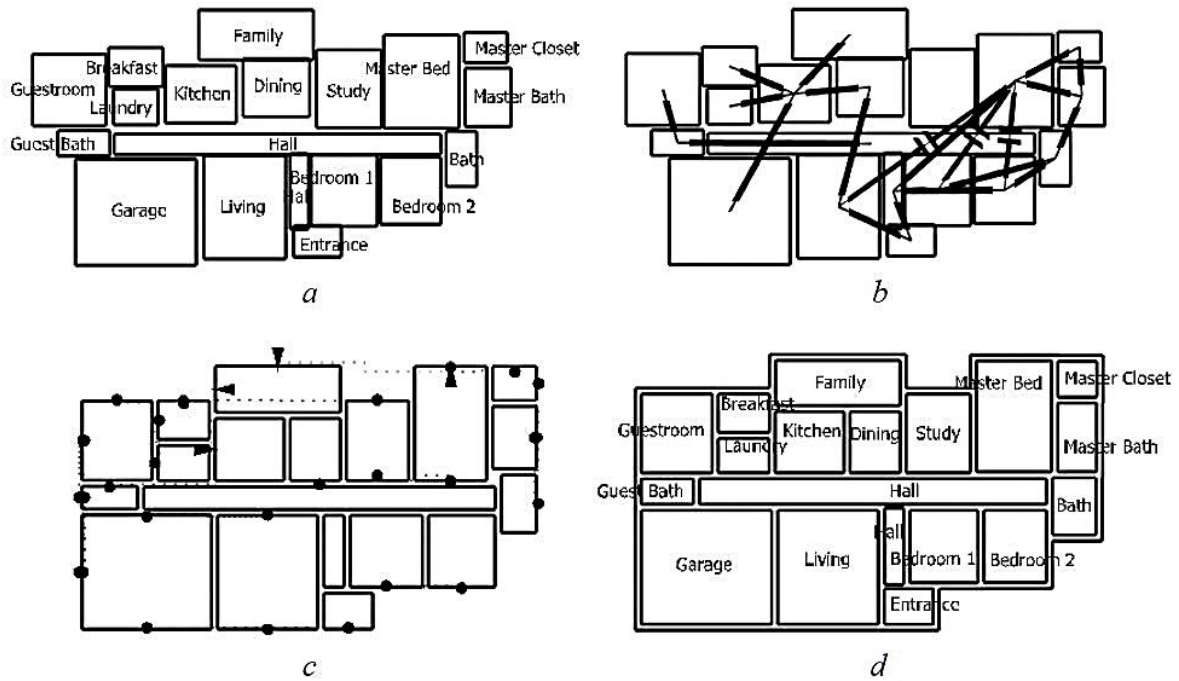 Family
Master Closet
Breakfast
Master Bed
Guestroom
Dining
Kitchen
Study
Laundry
Master Bath
Guest Bath
Hall
Bath
Bedroom 1
Hall
Garage
Living
Bedroom 2
Entrance
a
b
c
Family
Master Bed
Master Closet
Breakfast
Guestroom
Kitchen
Dining
Study
Laundry
Master Bath
Guest Bath
Hall
Bath
Hall
Garage
Living
Bedroom 1
Bedroom 2
Entrance
d